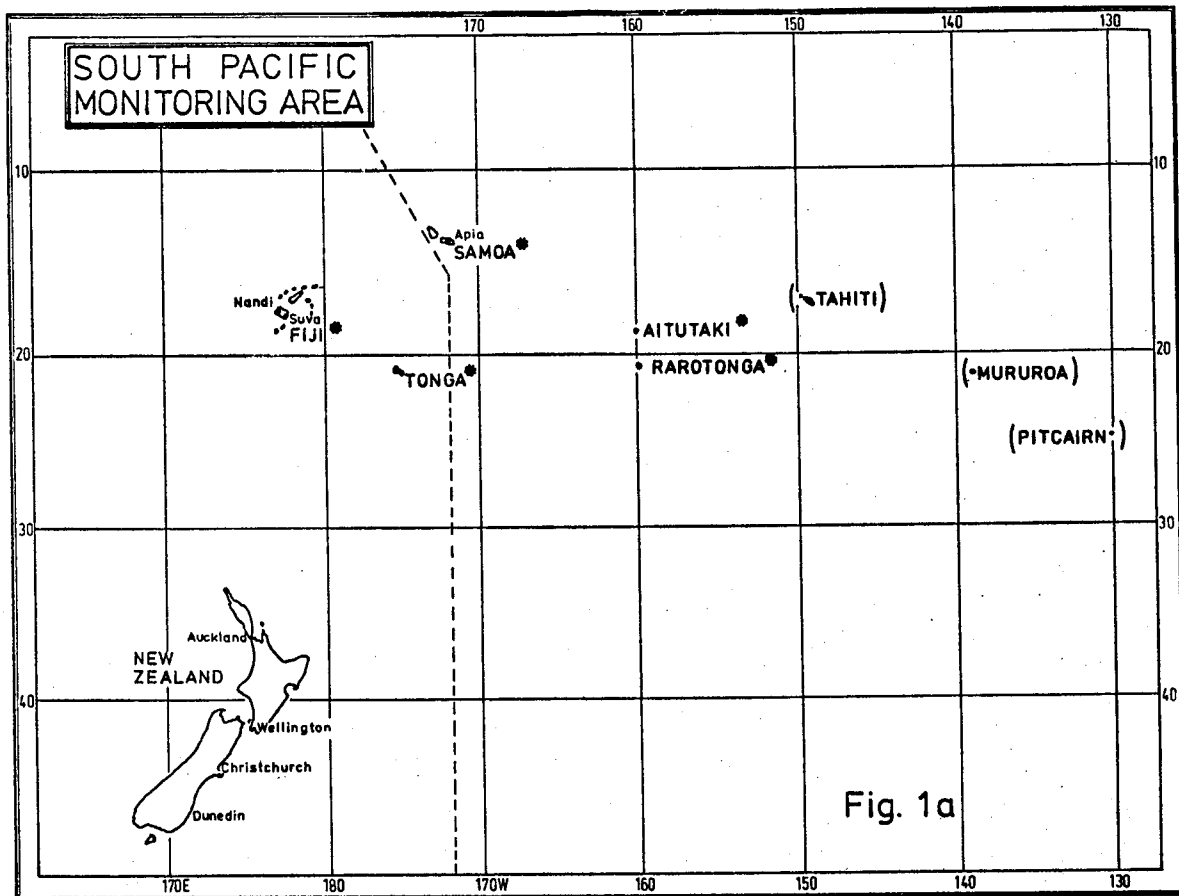 170 160 150 140 130
SOUTH PACIFIC
MONITORING AREA
10 10
Apia
SAMOA*
Nandi
Suva
FIJI *
(TAHITI)
AITUTAKI *
20 20
TONGA*
RAROTONGA*
(MURUROA)
(PITCAIRN)
30 30
Auckland
NEW
ZEALAND
40 40
Wellington
Christchurch
Dunedin
Fig. 1a
170E 180 170W 160 150 140 130